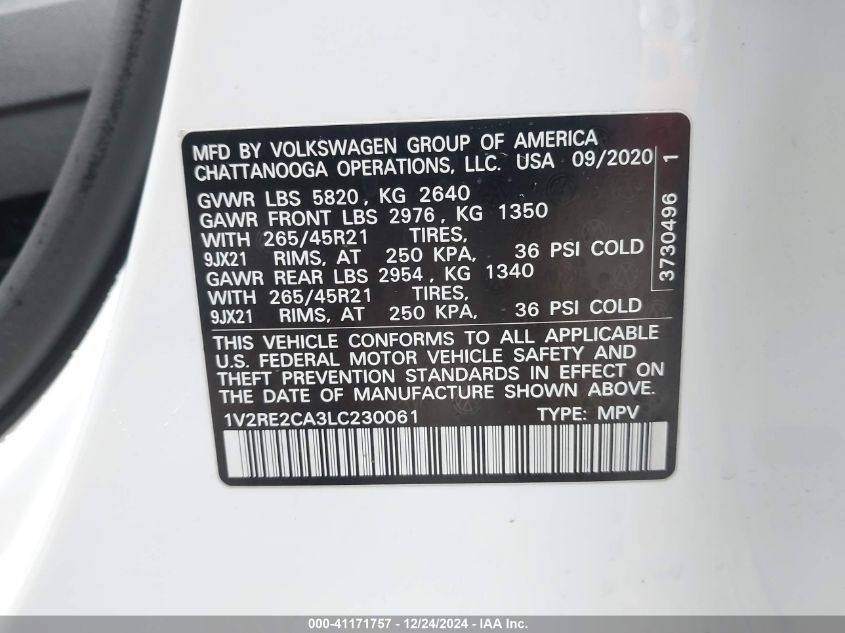 MFD BY VOLKSWAGEN GROUP OF AMERICA
CHATTANOOGA OPERATIONS, LLC. USA 09/2020 1
GVWR LBS 5820, KG 2640
GAWR FRONT LBS 2976, KG 1350
WITH 265/45R21 TIRES,
9JX21 RIMS, AT 250 KPA, 36 PSI COLD
GAWR REAR LBS 2954, KG 1340
WITH 265/45R21 TIRES,
9JX21 RIMS, AT 250 KPA, 36 PSI COLD
3730496
THIS VEHICLE CONFORMS TO ALL APPLICABLE
U.S. FEDERAL MOTOR VEHICLE SAFETY AND
THEFT PREVENTION STANDARDS IN EFFECT ON
THE DATE OF MANUFACTURE SHOWN ABOVE.
1V2RE2CA3LC230061 TYPE: MPV
000-41171757 - 12/24/2024 - IAA Inc.